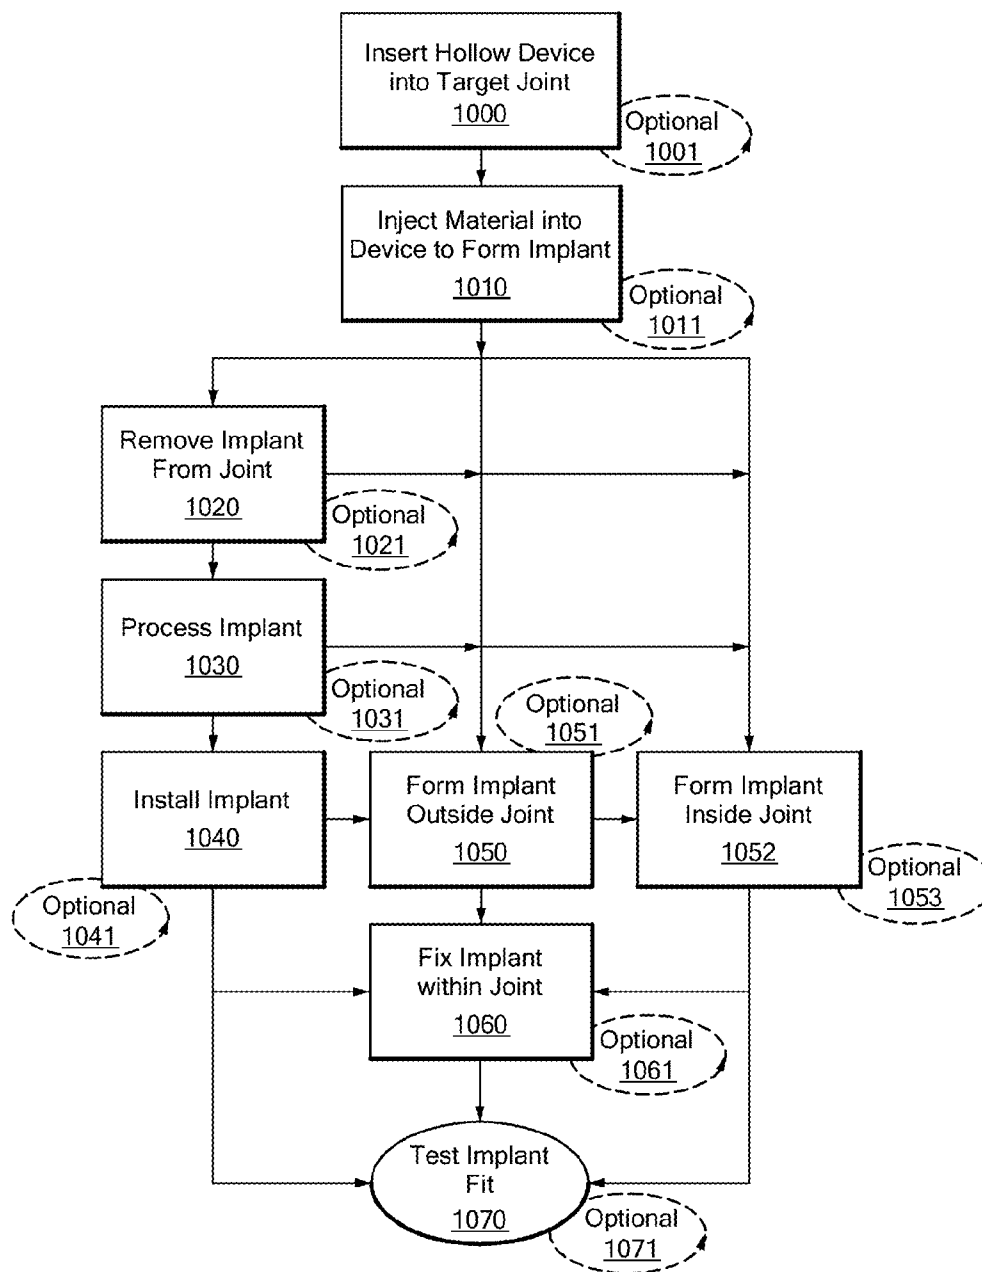 Insert Hollow Device
into Target Joint
1000
Optional
1001
Inject Material into
Device to Form Implant
1010
Optional
1011
Remove Implant
From Joint
1020
Optional
1021
Process Implant
1030
Optional
1031
Optional
1051
Install Implant
1040
Optional
1041
Form Implant
Outside Joint
1050
Form Implant
Inside Joint
1052
Optional
1053
Fix Implant
within Joint
1060
Optional
1061
Test Implant
Fit
1070
Optional
1071